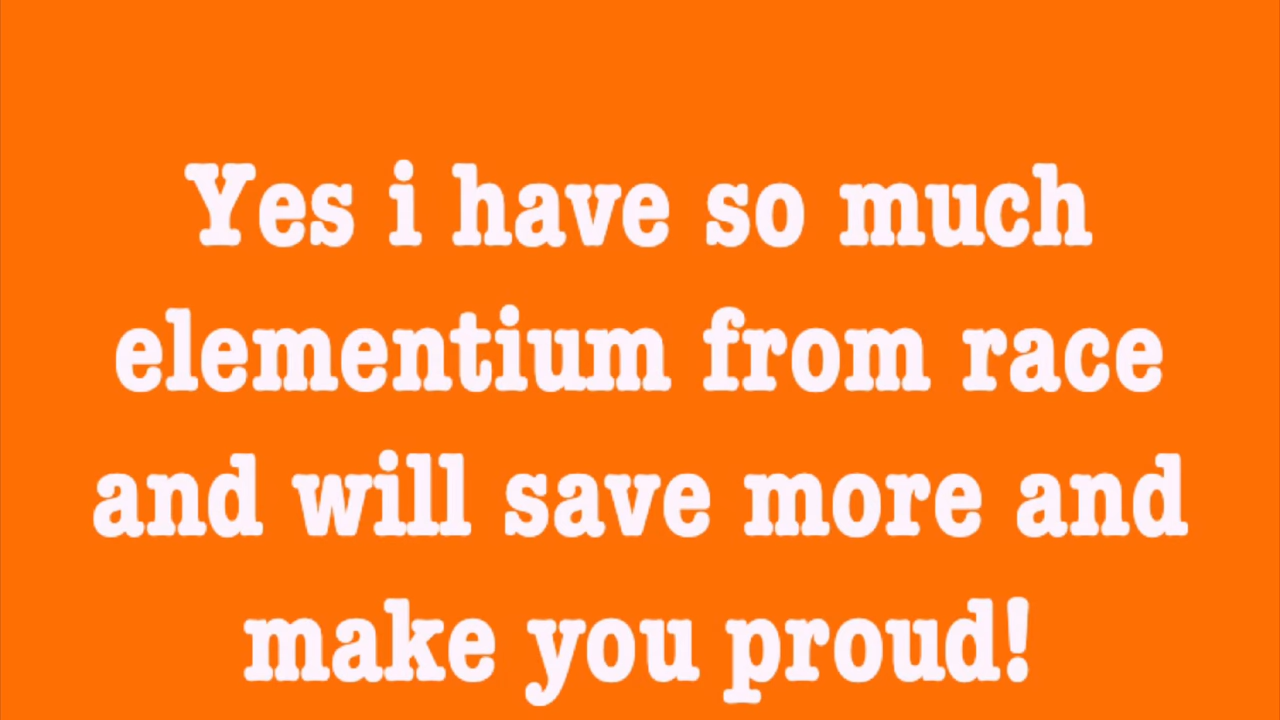 Yes i have so much
elementium from race
and will save more and
make you proud!